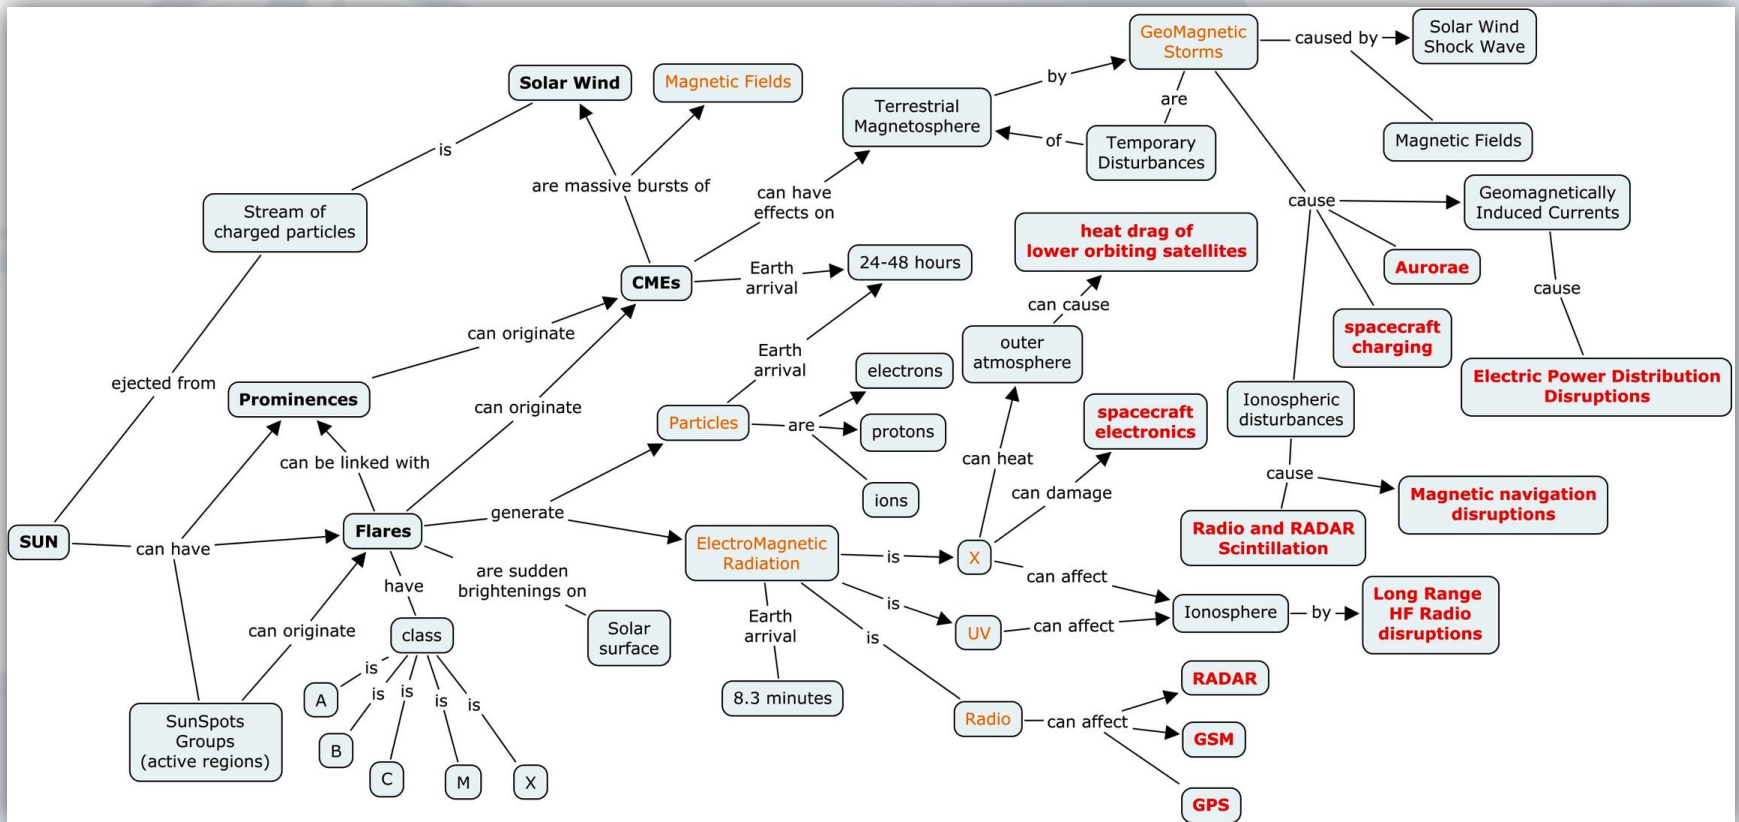 GeoMagnetic
Storms
caused by
Solar Wind
Shock Wave
Solar Wind
Magnetic Fields
by
Terrestrial
Magnetosphere
are
of
Temporary
Disturbances
Magnetic Fields
is
are massive bursts of
can have
effects on
cause
Geomagnetically
Induced Currents
Stream of
charged particles
heat drag of
lower orbiting satellites
Aurorae
CMEs
Earth
arrival
24-48 hours
can cause
cause
can originate
outer
atmosphere
spacecraft
charging
Earth
arrival
electrons
ejected from
Prominences
can originate
Particles
are
protons
spacecraft
electronics
Ionospheric
disturbances
Electric Power Distribution
Disruptions
can be linked with
can heat
can damage
cause
ions
Magnetic navigation
disruptions
generate
SUN
can have
Flares
ElectroMagnetic
Radiation
is
X
Radio and RADAR
Scintillation
have
are sudden
brightenings on
can affect
is
Earth
arrival
UV
can affect
Ionosphere
by
Long Range
HF Radio
disruptions
can originate
class
Solar
surface
is
is
is
is
is
is
A
B
C
M
X
8.3 minutes
Radio
can affect
RADAR
GSM
GPS
SunSpots
Groups
(active regions)